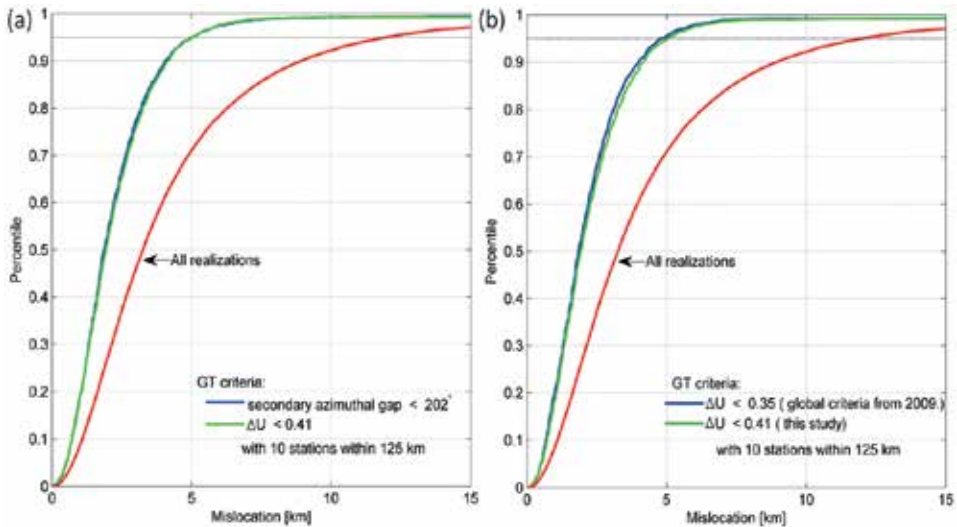 (a)
1
0.9
0.8
0.7
0.6
0.5
0.4
0.3
0.2
0.1
0
Percentile
All realizations
GT criteria:
secondary azimuthal gap < 202°
ΔU < 0.41
with 10 stations within 125 km
0 5 10 15
Mislocation [km]
(b)
1
0.9
0.8
0.7
0.6
0.5
0.4
0.3
0.2
0.1
0
Percentile
All realizations
GT criteria:
ΔU < 0.35 ( global criteria from 2009.)
ΔU < 0.41 ( this study)
with 10 stations within 125 km
0 5 10 15
Mislocation [km]